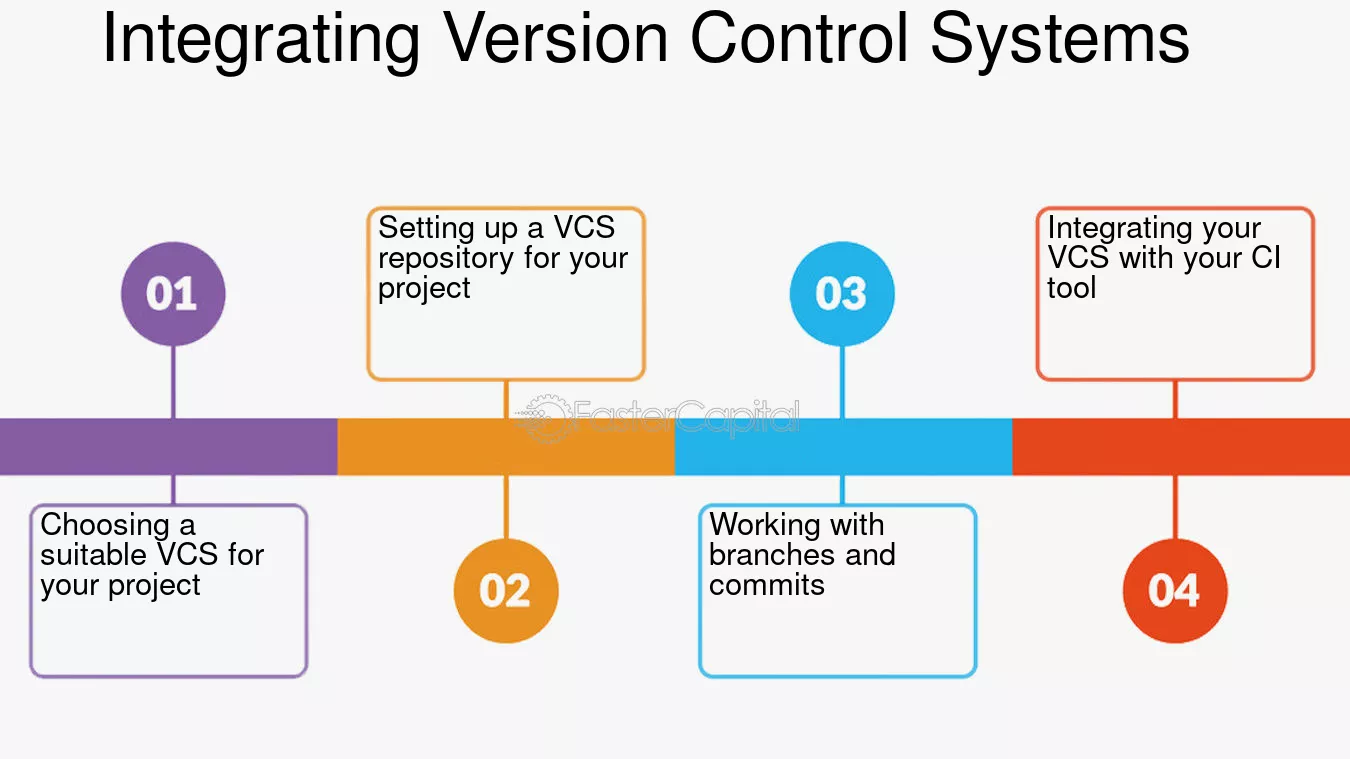 Integrating Version Control Systems
01
Choosing a
suitable VCS for
your project
Setting up a VCS
repository for your
project
02
03
Working with
branches and
commits
Integrating your
VCS with your CI
tool
04
FasterCapital